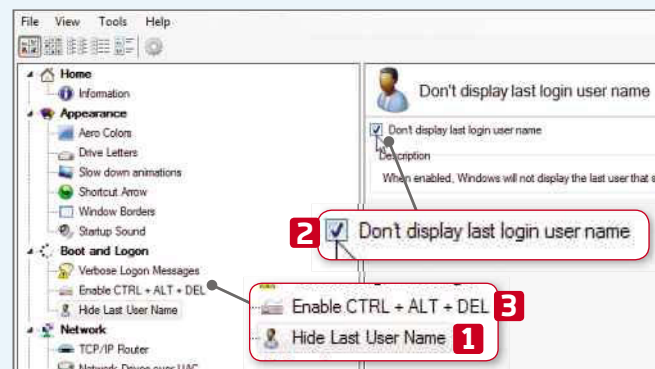 File View Tools Help
Home
Information
Appearance
Aero Colors
Drive Letters
Slow down animations
Shortcut Arrow
Window Borders
Startup Sound
Boot and Logon
Verbose Logon Messages
Enable CTRL + ALT + DEL
Hide Last User Name
Network
TCP/IP Router
Network Drives over UAC
Don't display last login user name
Don't display last login user name
Description
When enabled, Windows will not display the last user that
2 Don't display last login user name
Enable CTRL + ALT + DEL 3
Hide Last User Name 1